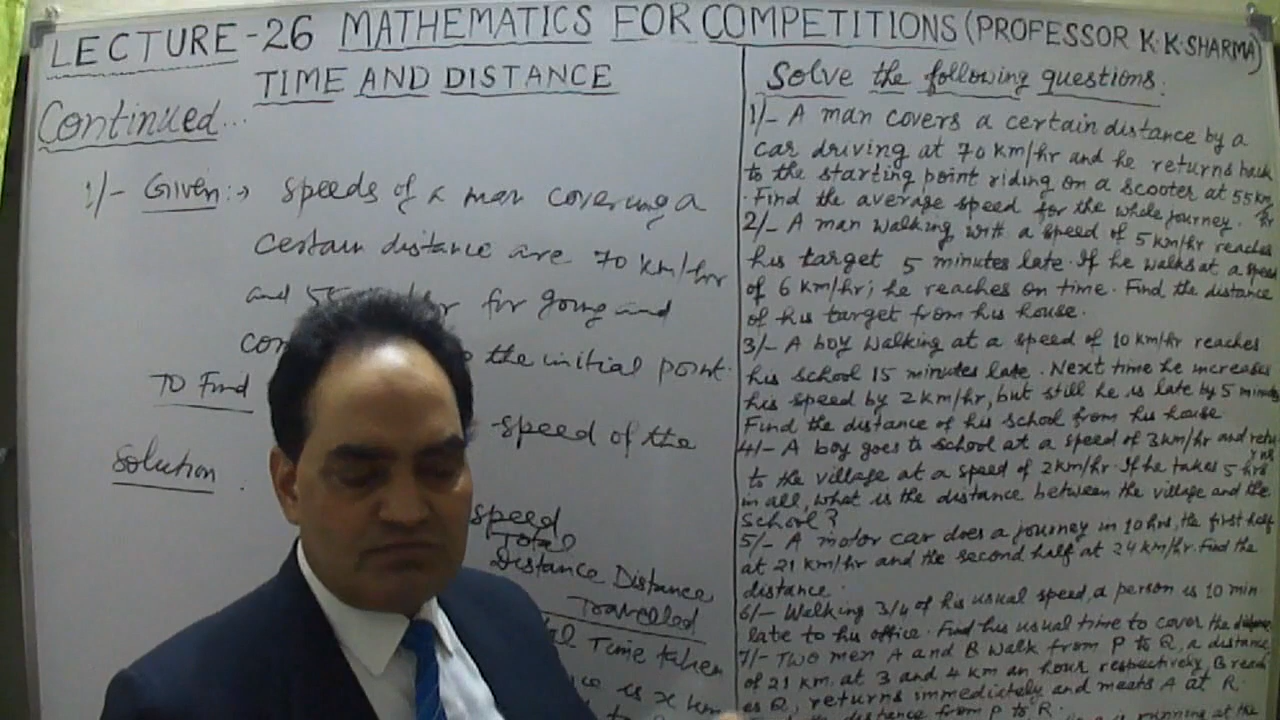 LECTURE-26 MATHEMATICS FOR COMPETITIONS (PROFESSOR K.K.SHARMA)
TIME AND DISTANCE
Continued...
1/- Given:→ speeds of a man covering a
certain distance are 70 km/hr
and 55 for going and
the initial point.
TO Find
speed of the
Solution
speed
Total
Distance Distance
Travelled
Time taken
is x km
Solve the following questions:
1/- A man covers a certain distance by a
car driving at 70 km/hr and he returns back
to the starting point riding on a scooter at 55 km/hr
. Find the average speed for the whole journey.
2/- A man walking with a speed of 5 km/hr reaches
his target 5 minutes late. If he walks at a speed
of 6 km/hr; he reaches on time. Find the distance
of his target from his house.
3/- A boy walking at a speed of 10 km/hr reaches
his school 15 minutes late. Next time he increases
his speed by 2 km/hr, but still he is late by 5 minutes
Find the distance of his school from his house
4/- A boy goes to school at a speed of 3 km/hr and returns
to the village at a speed of 2 km/hr. If he takes 5 hrs
in all, what is the distance between the village and the
school?
5/- A motor car does a journey in 10 hrs, the first half
at 21 km/hr and the second half at 24 km/hr. Find the
distance.
6/- Walking 3/4 of his usual speed, a person is 10 min
late to his office. Find his usual time to cover the distance
7/- Two men A and B walk from P to Q, a distance
of 21 km. at 3 and 4 km an hour respectively. B reach
es Q, returns immediately and meets A at R.
distance from P to R.
is running at the